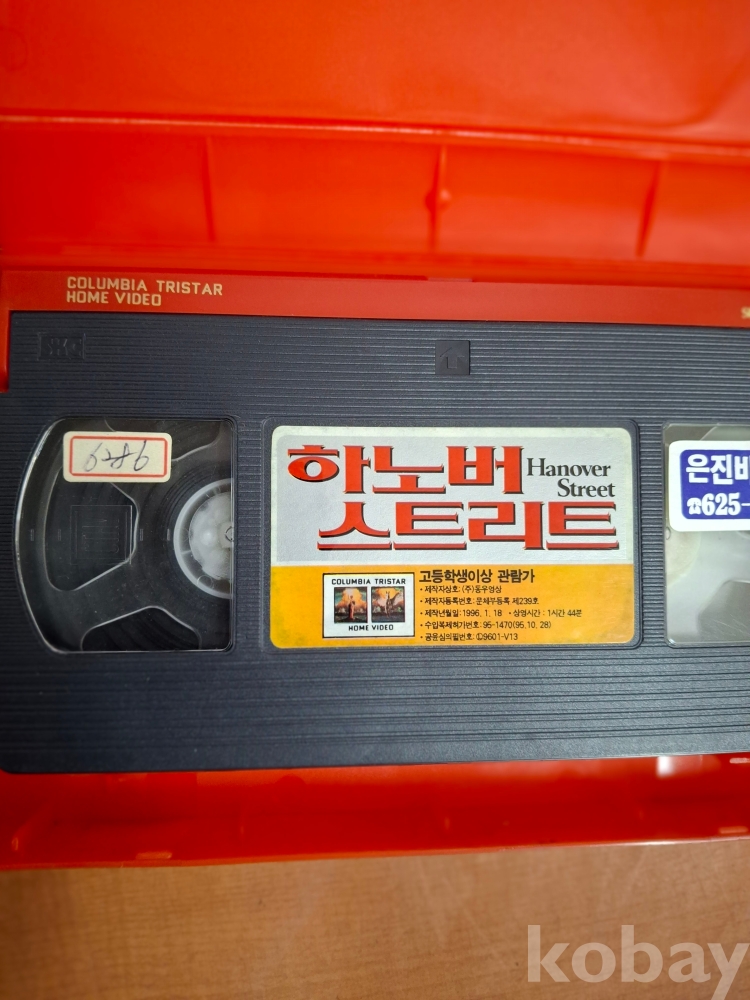 COLUMBIA TRISTAR
HOME VIDEO
6286
하노버
Hanover
Street
스트리트
은진비
☎625-
COLUMBIA TRISTAR
HOME VIDEO
고등학생이상 관람가
• 제작자상호: (주)동우영상
• 제작자등록번호: 문체부등록 제239호
• 제작년월일: 1996. 1. 18 • 상영시간: 1시간 44분
• 수입복제허가번호: 95-1470(95. 10. 28)
• 공윤심의필번호: ⓒ9601-V13
kobay